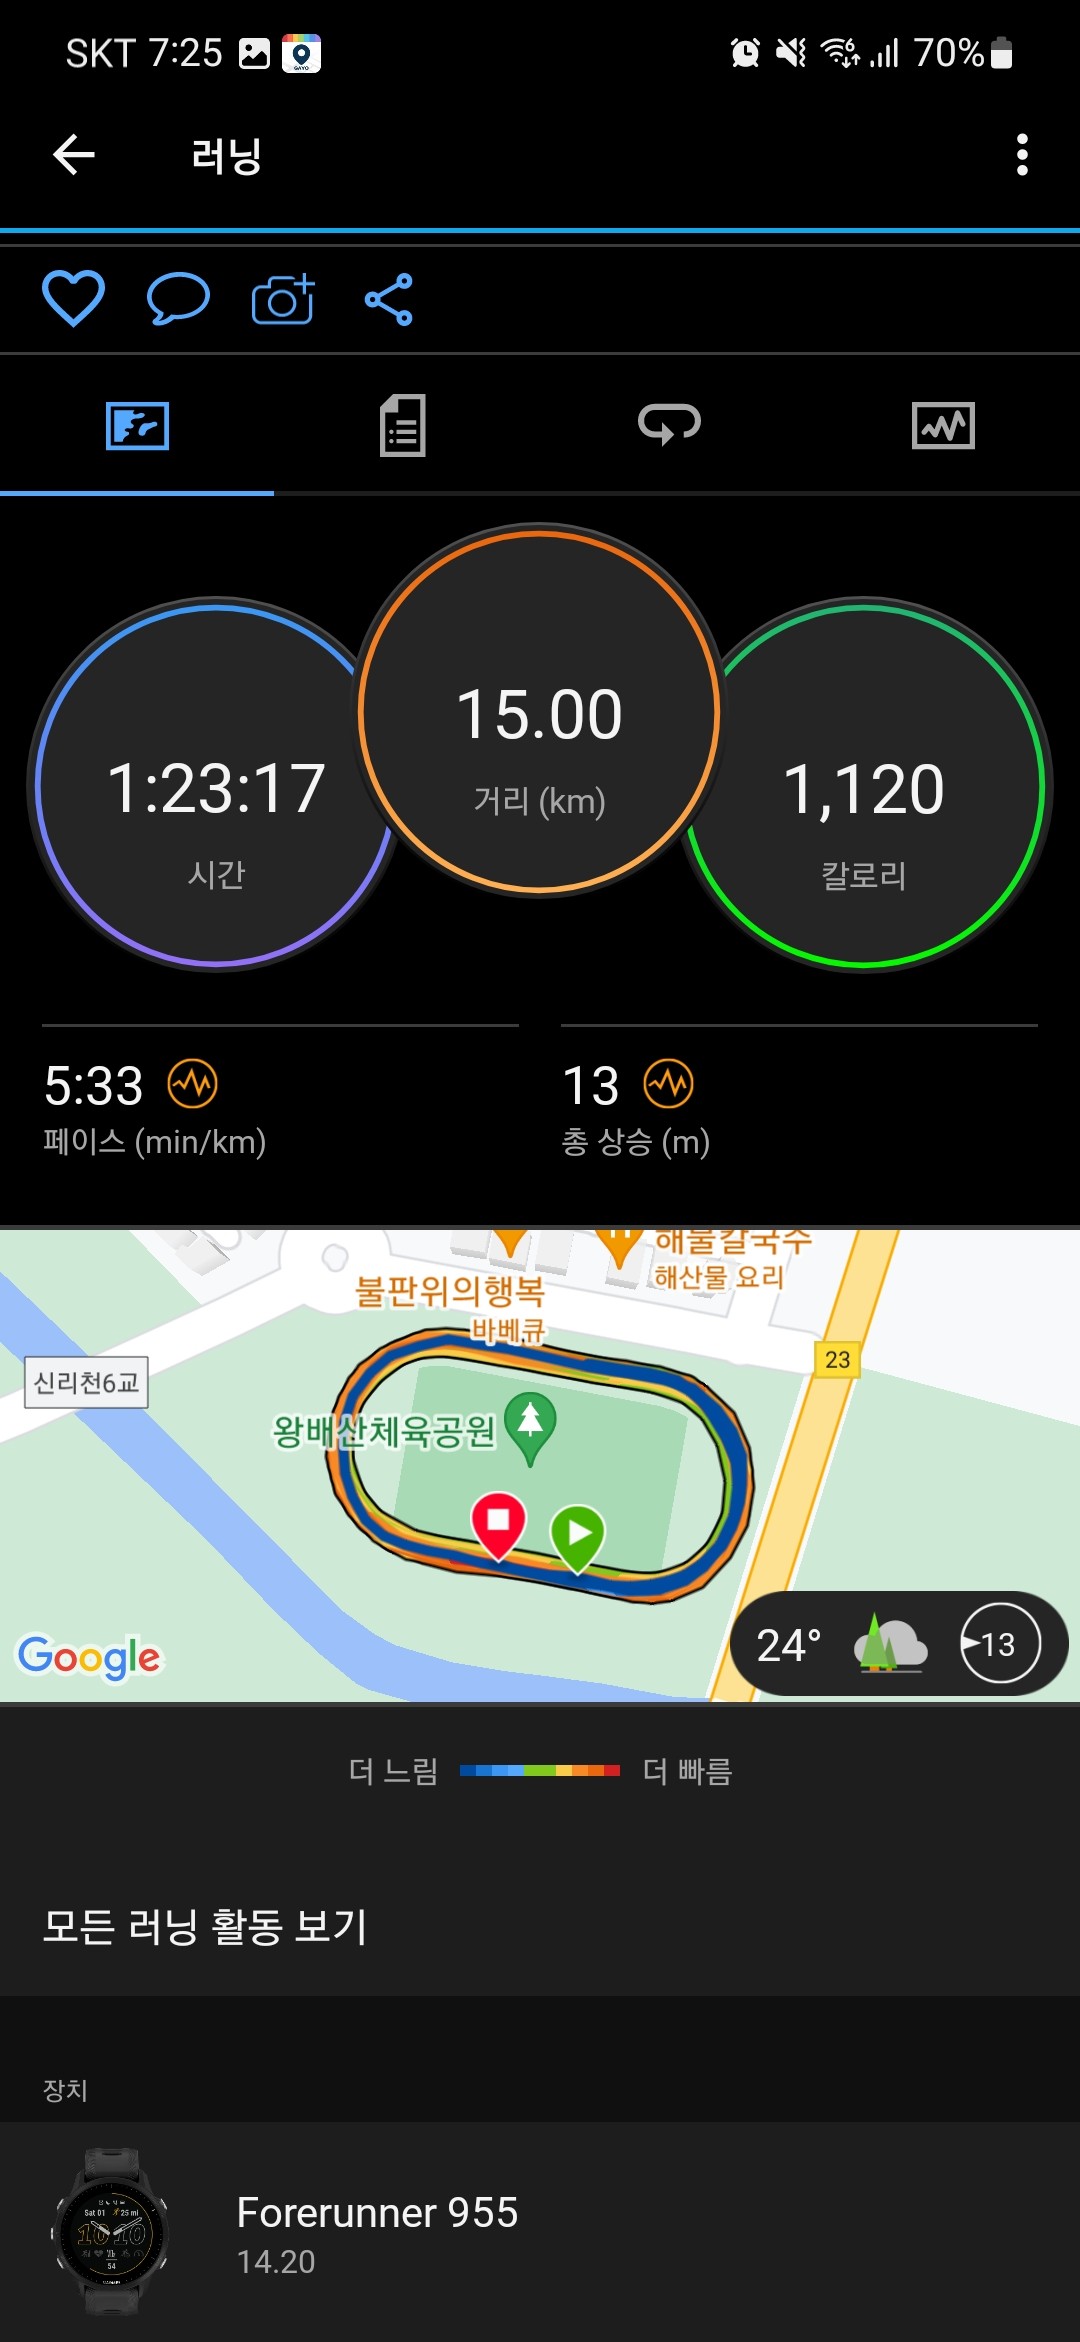 SKT 7:25
70%
러닝
15.00
거리 (km)
1:23:17
시간
1,120
칼로리
5:33
페이스 (min/km)
13
총 상승 (m)
해물칼국수
해산물 요리
불판위의행복
바베큐
23
신리천6교
왕배산체육공원
Google
24°
13
더 느림
더 빠름
모든 러닝 활동 보기
장치
Forerunner 955
14.20